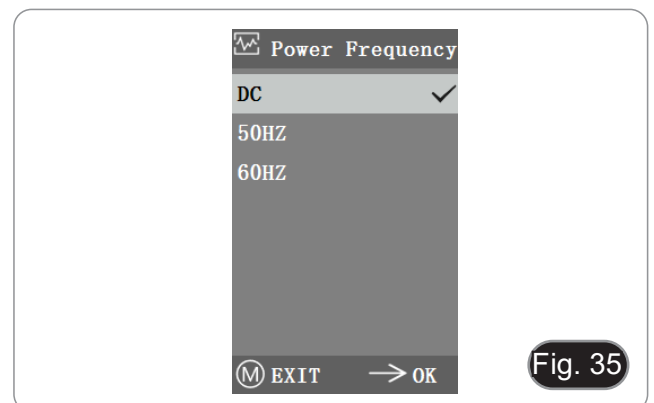 Power Frequency
DC
50HZ
60HZ
M EXIT → OK
Fig. 35